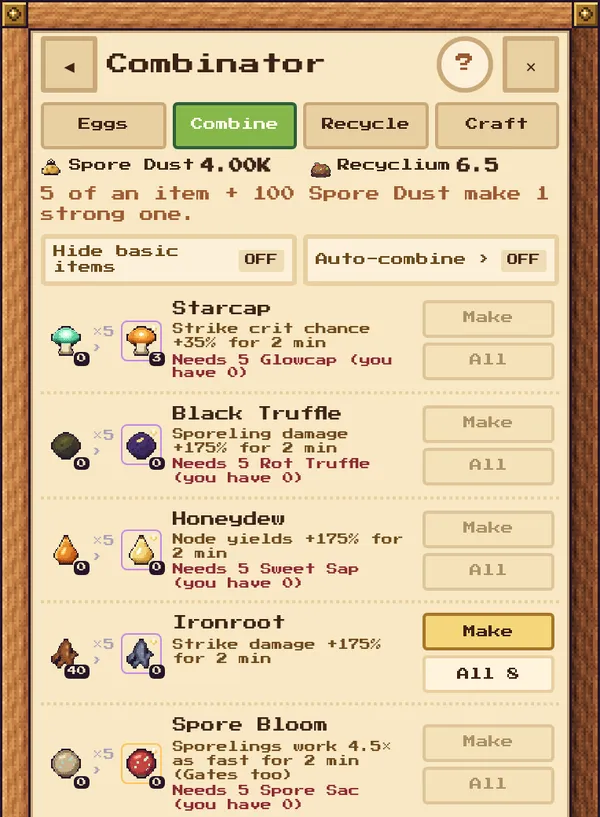 ◂ Combinator ? ×
Eggs Combine Recycle Craft
Spore Dust 4.00K Recyclium 6.5
5 of an item + 100 Spore Dust make 1
strong one.
Hide basic
items OFF
Auto-combine › OFF
Starcap
Strike crit chance
+35% for 2 min
Needs 5 Glowcap (you
have 0)
×5 ›
0 3
Make
All
Black Truffle
Sporeling damage
+175% for 2 min
Needs 5 Rot Truffle
(you have 0)
×5 ›
0 0
Make
All
Honeydew
Node yields +175% for
2 min
Needs 5 Sweet Sap
(you have 0)
×5 ›
0 0
Make
All
Ironroot
Strike damage +175%
for 2 min
×5 ›
40 0
Make
All 8
Spore Bloom
Sporelings work 4.5×
as fast for 2 min
(Gates too)
Needs 5 Spore Sac
(you have 0)
×5 ›
0 0
Make
All